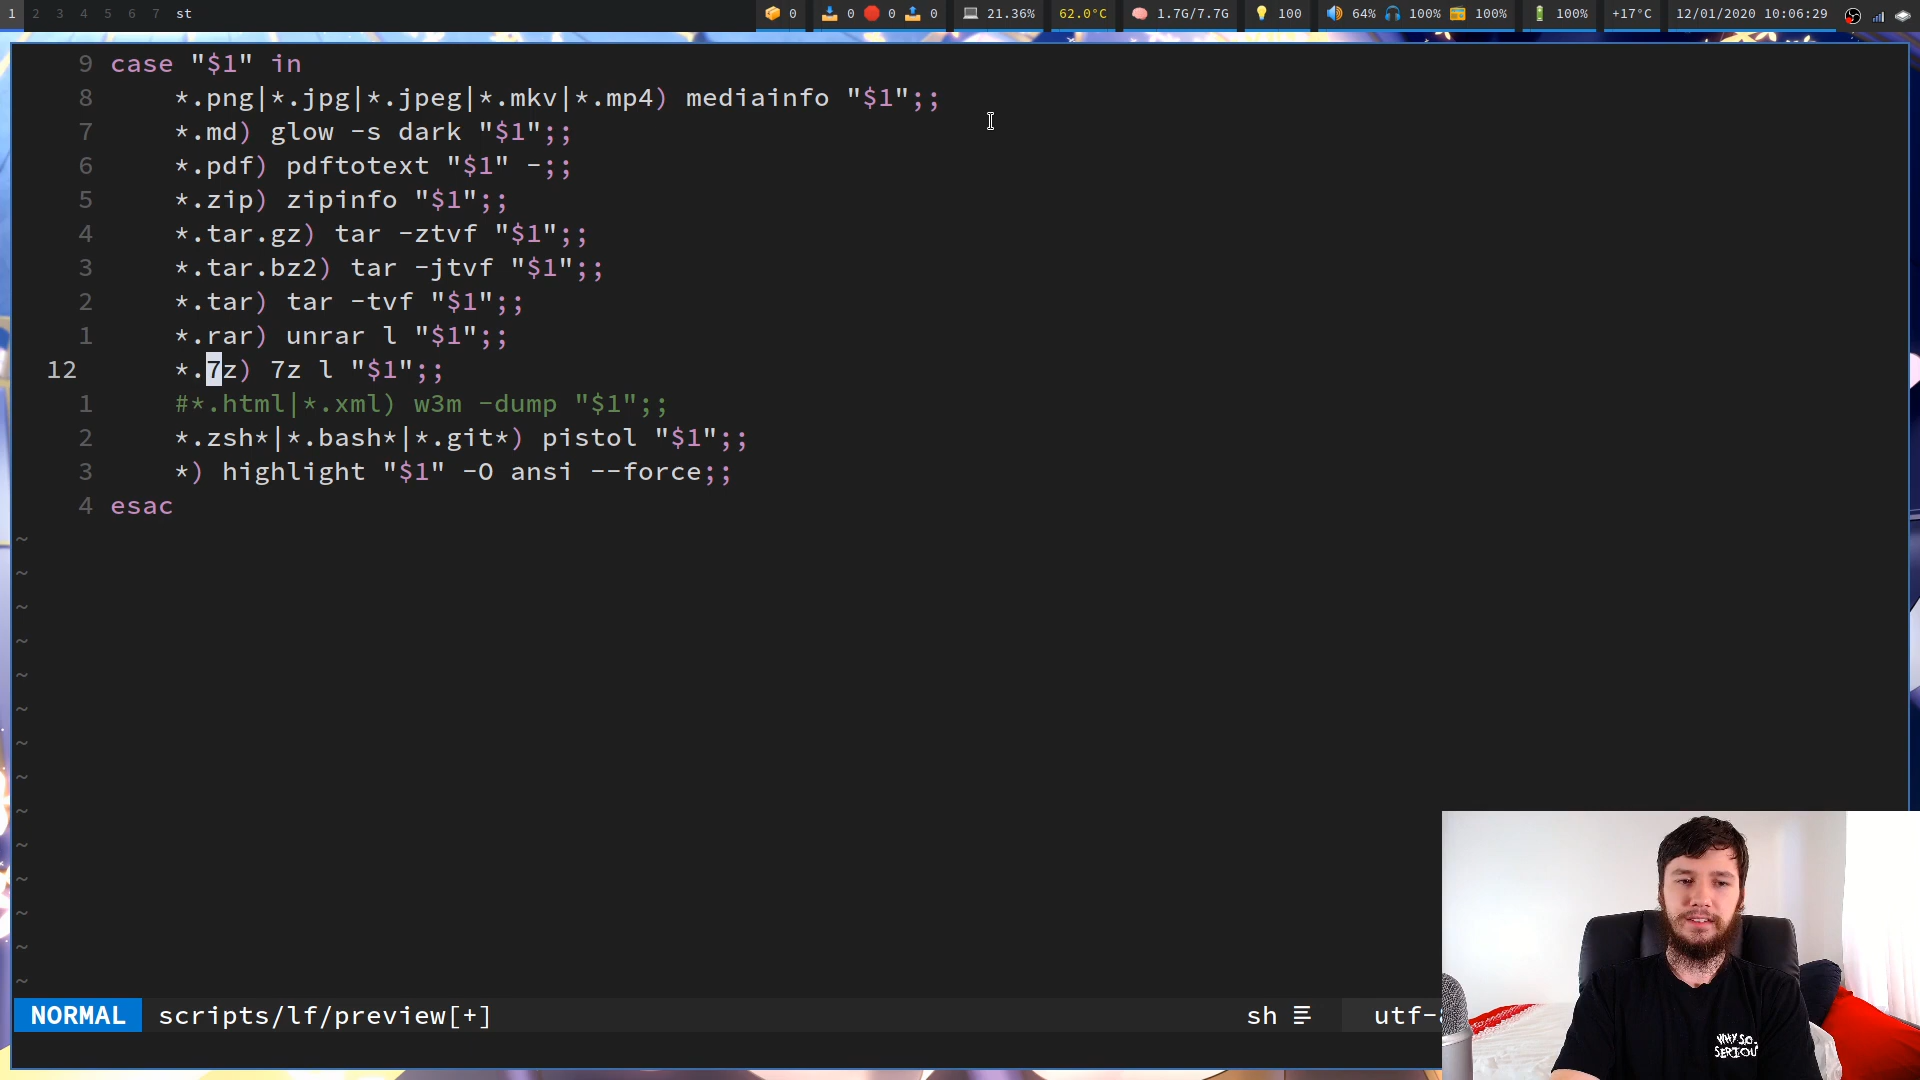 1 2 3 4 5 6 7 st 0 0 0 0 21.36% 62.0°C 1.7G/7.7G 100 64% 100% 100% 100% +17°C 12/01/2020 10:06:29
9 case "$1" in
8 *.png|*.jpg|*.jpeg|*.mkv|*.mp4) mediainfo "$1";;
7 *.md) glow -s dark "$1";;
6 *.pdf) pdftotext "$1" -;;
5 *.zip) zipinfo "$1";;
4 *.tar.gz) tar -ztvf "$1";;
3 *.tar.bz2) tar -jtvf "$1";;
2 *.tar) tar -tvf "$1";;
1 *.rar) unrar l "$1";;
12 *.7z) 7z l "$1";;
1 #*.html|*.xml) w3m -dump "$1";;
2 *.zsh*|*.bash*|*.git*) pistol "$1";;
3 *) highlight "$1" -O ansi --force;;
4 esac
~
~
~
~
~
~
~
~
~
~
~
~
~
~
NORMAL scripts/lf/preview[+] sh utf-
WHY SO
SERIOU